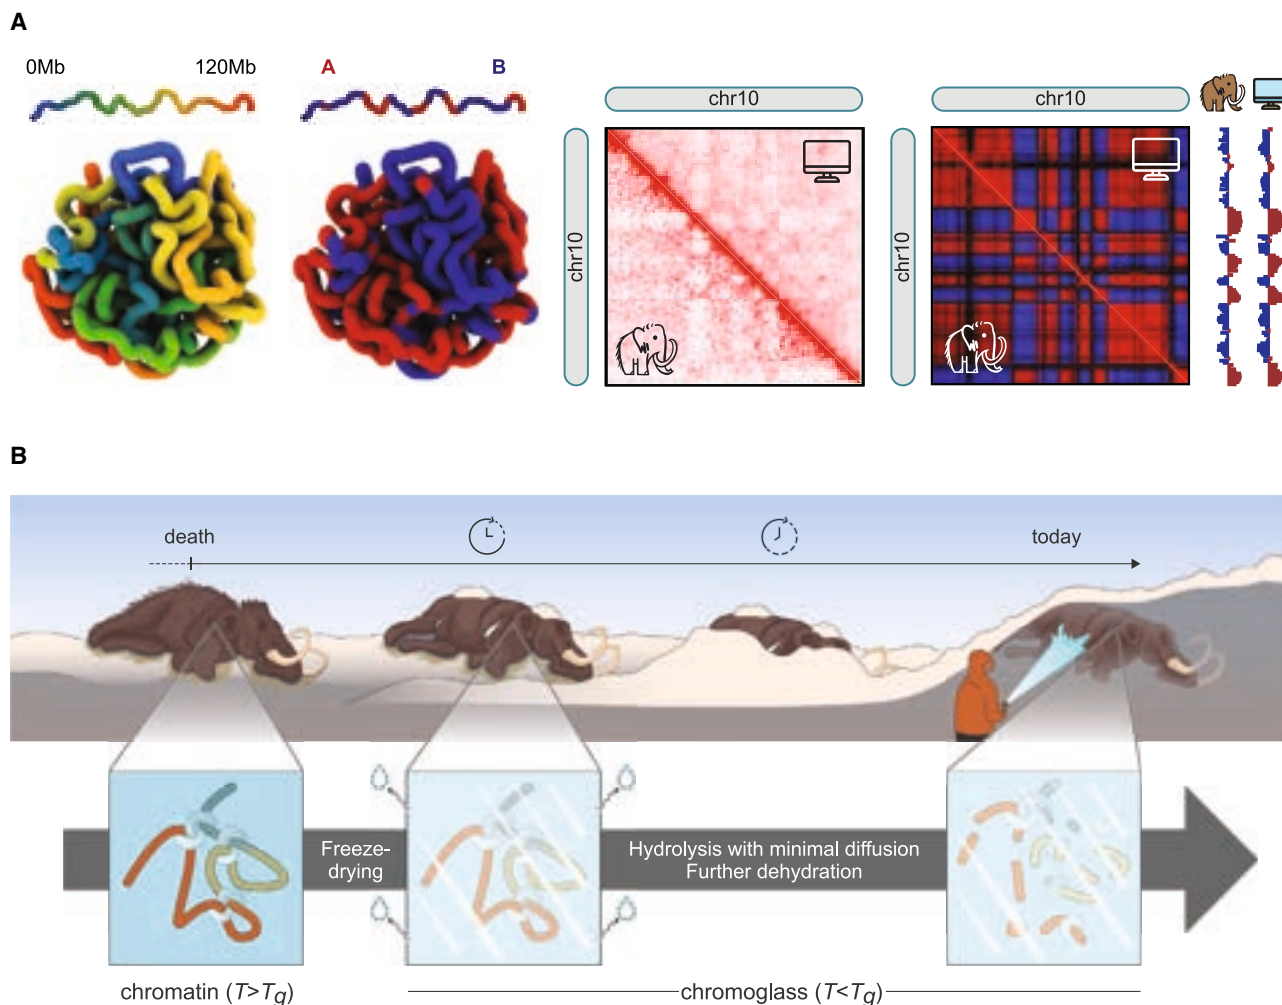 A
0Mb
120Mb
A
B
chr10
chr10
chr10
chr10
B
death
today
Freeze-
drying
Hydrolysis with minimal diffusion
Further dehydration
chromatin (T>Tg)
chromoglass (T<Tg)